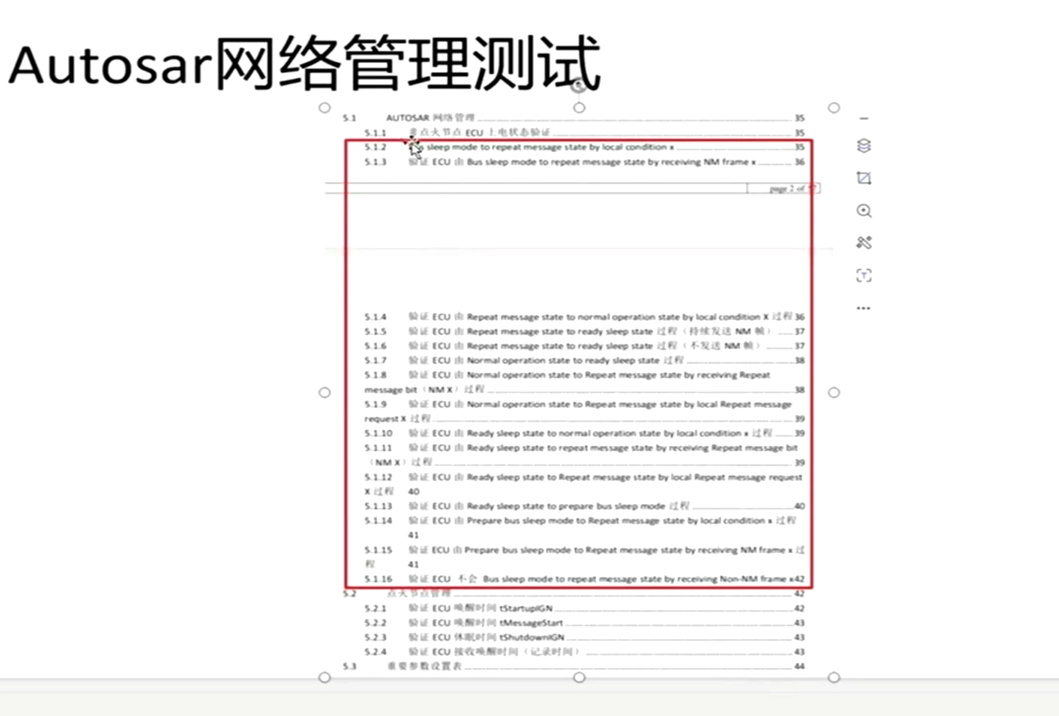 Autosar网络管理测试
5.1 AUTOSAR 网络管理 35
5.1.1 非点火节点 ECU 上电状态验证 35
5.1.2 sleep mode to repeat message state by local condition x 35
5.1.3 验证 ECU 由 Bus sleep mode to repeat message state by receiving NM frame x 36
page 2 of
5.1.4 验证 ECU 由 Repeat message state to normal operation state by local condition X 过程 36
5.1.5 验证 ECU 由 Repeat message state to ready sleep state 过程（持续发送 NM 帧） 37
5.1.6 验证 ECU 由 Repeat message state to ready sleep state 过程（不发送 NM 帧） 37
5.1.7 验证 ECU 由 Normal operation state to ready sleep state 过程 38
5.1.8 验证 ECU 由 Normal operation state to Repeat message state by receiving Repeat
message bit（NM X）过程 38
5.1.9 验证 ECU 由 Normal operation state to Repeat message state by local Repeat message
request X 过程 39
5.1.10 验证 ECU 由 Ready sleep state to normal operation state by local condition x 过程 39
5.1.11 验证 ECU 由 Ready sleep state to repeat message state by receiving Repeat message bit
（NM X）过程 39
5.1.12 验证 ECU 由 Ready sleep state to Repeat message state by local Repeat message request
X 过程 40
5.1.13 验证 ECU 由 Ready sleep state to prepare bus sleep mode 过程 40
5.1.14 验证 ECU 由 Prepare bus sleep mode to Repeat message state by local condition x 过程
41
5.1.15 验证 ECU 由 Prepare bus sleep mode to Repeat message state by receiving NM frame x 过
程 41
5.1.16 验证 ECU 不会 Bus sleep mode to repeat message state by receiving Non-NM frame x 42
5.2 点火节点管理 42
5.2.1 验证 ECU 唤醒时间 tStartupIGN 42
5.2.2 验证 ECU 唤醒时间 tMessageStart 43
5.2.3 验证 ECU 休眠时间 tShutdownIGN 43
5.2.4 验证 ECU 接收唤醒时间（记录时间） 43
5.3 重要参数设置表 44